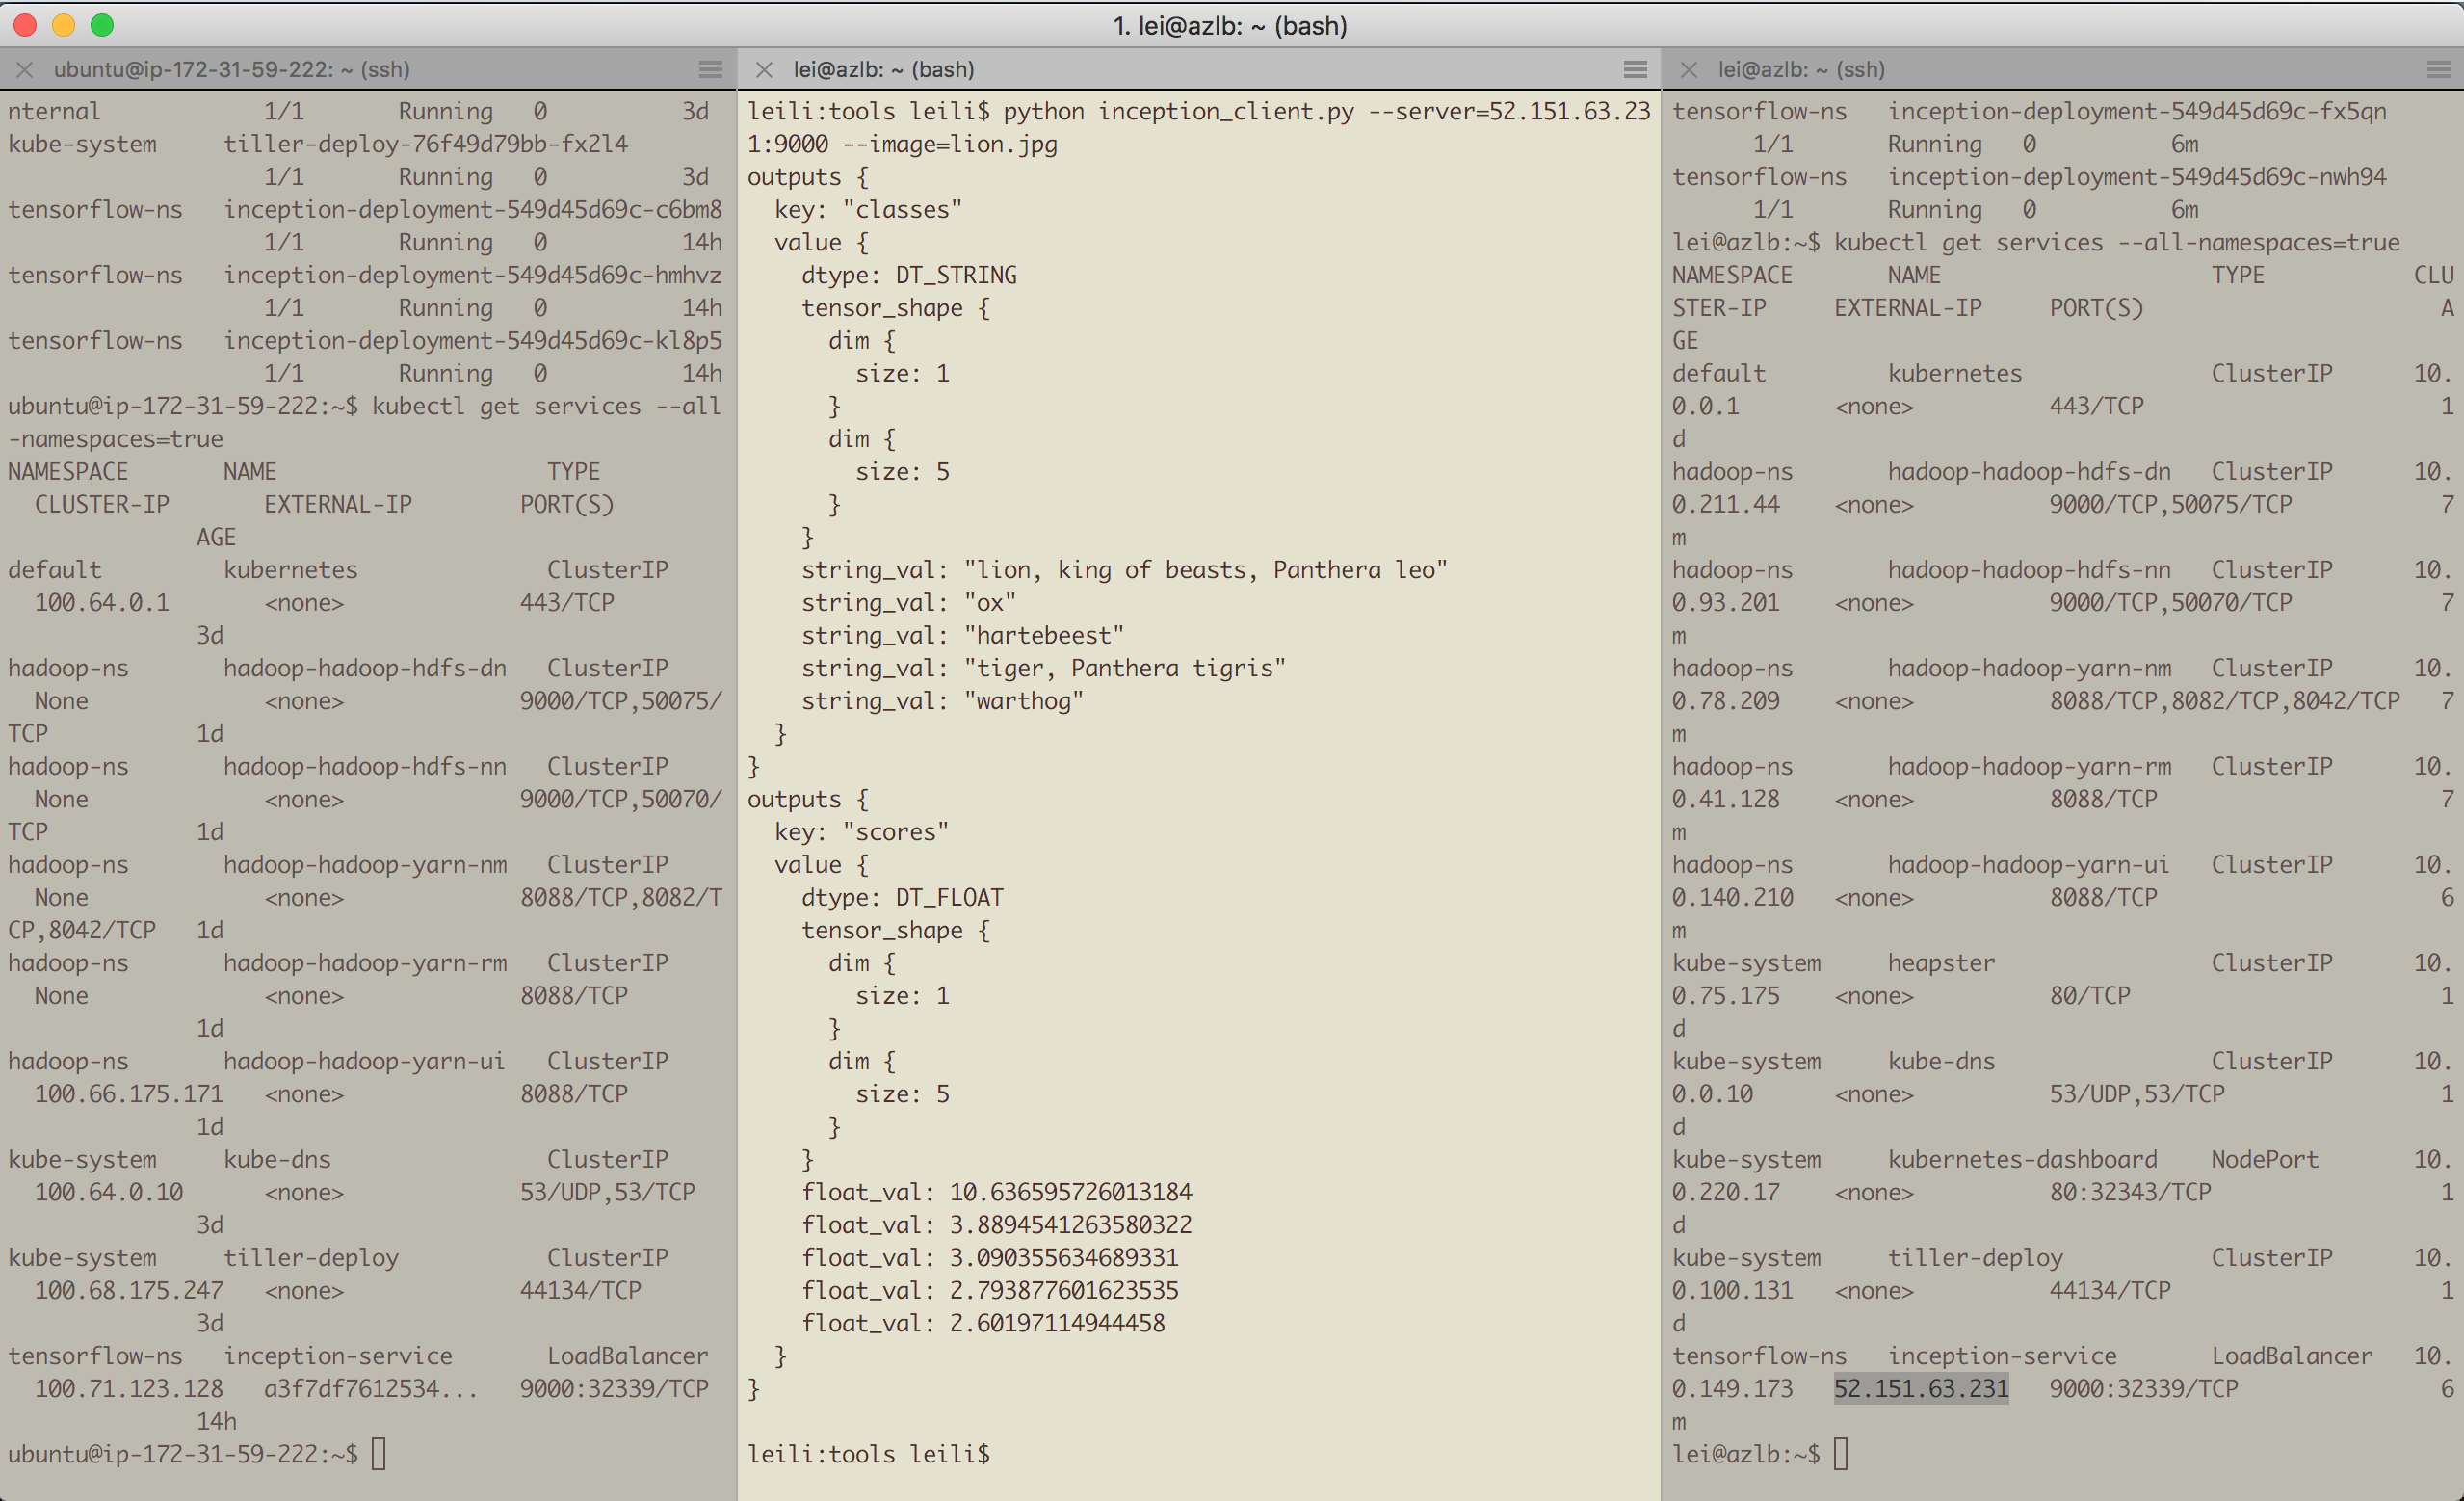 1. lei@azlb: ~ (bash)
ubuntu@ip-172-31-59-222: ~ (ssh)
nternal            1/1       Running   0          3d
kube-system     tiller-deploy-76f49d79bb-fx2l4
                   1/1       Running   0          3d
tensorflow-ns   inception-deployment-549d45d69c-c6bm8
                   1/1       Running   0          14h
tensorflow-ns   inception-deployment-549d45d69c-hmhvz
                   1/1       Running   0          14h
tensorflow-ns   inception-deployment-549d45d69c-kl8p5
                   1/1       Running   0          14h
ubuntu@ip-172-31-59-222:~$ kubectl get services --all
-namespaces=true
NAMESPACE       NAME                    TYPE
  CLUSTER-IP       EXTERNAL-IP        PORT(S)
              AGE
default         kubernetes              ClusterIP
  100.64.0.1       <none>             443/TCP
              3d
hadoop-ns       hadoop-hadoop-hdfs-dn   ClusterIP
  None             <none>             9000/TCP,50075/
TCP           1d
hadoop-ns       hadoop-hadoop-hdfs-nn   ClusterIP
  None             <none>             9000/TCP,50070/
TCP           1d
hadoop-ns       hadoop-hadoop-yarn-nm   ClusterIP
  None             <none>             8088/TCP,8082/T
CP,8042/TCP   1d
hadoop-ns       hadoop-hadoop-yarn-rm   ClusterIP
  None             <none>             8088/TCP
              1d
hadoop-ns       hadoop-hadoop-yarn-ui   ClusterIP
  100.66.175.171   <none>             8088/TCP
              1d
kube-system     kube-dns                ClusterIP
  100.64.0.10      <none>             53/UDP,53/TCP
              3d
kube-system     tiller-deploy           ClusterIP
  100.68.175.247   <none>             44134/TCP
              3d
tensorflow-ns   inception-service       LoadBalancer
  100.71.123.128   a3f7df7612534...   9000:32339/TCP
              14h
ubuntu@ip-172-31-59-222:~$
lei@azlb: ~ (bash)
leili:tools leili$ python inception_client.py --server=52.151.63.23
1:9000 --image=lion.jpg
outputs {
  key: "classes"
  value {
    dtype: DT_STRING
    tensor_shape {
      dim {
        size: 1
      }
      dim {
        size: 5
      }
    }
    string_val: "lion, king of beasts, Panthera leo"
    string_val: "ox"
    string_val: "hartebeest"
    string_val: "tiger, Panthera tigris"
    string_val: "warthog"
  }
}
outputs {
  key: "scores"
  value {
    dtype: DT_FLOAT
    tensor_shape {
      dim {
        size: 1
      }
      dim {
        size: 5
      }
    }
    float_val: 10.636595726013184
    float_val: 3.8894541263580322
    float_val: 3.090355634689331
    float_val: 2.793877601623535
    float_val: 2.60197114944458
  }
}
leili:tools leili$
lei@azlb: ~ (ssh)
tensorflow-ns   inception-deployment-549d45d69c-fx5qn
      1/1       Running   0          6m
tensorflow-ns   inception-deployment-549d45d69c-nwh94
      1/1       Running   0          6m
lei@azlb:~$ kubectl get services --all-namespaces=true
NAMESPACE       NAME                    TYPE           CLU
STER-IP     EXTERNAL-IP     PORT(S)                      A
GE
default         kubernetes              ClusterIP      10.
0.0.1       <none>          443/TCP                      1
d
hadoop-ns       hadoop-hadoop-hdfs-dn   ClusterIP      10.
0.211.44    <none>          9000/TCP,50075/TCP           7
m
hadoop-ns       hadoop-hadoop-hdfs-nn   ClusterIP      10.
0.93.201    <none>          9000/TCP,50070/TCP           7
m
hadoop-ns       hadoop-hadoop-yarn-nm   ClusterIP      10.
0.78.209    <none>          8088/TCP,8082/TCP,8042/TCP   7
m
hadoop-ns       hadoop-hadoop-yarn-rm   ClusterIP      10.
0.41.128    <none>          8088/TCP                     7
m
hadoop-ns       hadoop-hadoop-yarn-ui   ClusterIP      10.
0.140.210   <none>          8088/TCP                     6
m
kube-system     heapster                ClusterIP      10.
0.75.175    <none>          80/TCP                       1
d
kube-system     kube-dns                ClusterIP      10.
0.0.10      <none>          53/UDP,53/TCP                1
d
kube-system     kubernetes-dashboard    NodePort       10.
0.220.17    <none>          80:32343/TCP                 1
d
kube-system     tiller-deploy           ClusterIP      10.
0.100.131   <none>          44134/TCP                    1
d
tensorflow-ns   inception-service       LoadBalancer   10.
0.149.173   52.151.63.231   9000:32339/TCP               6
m
lei@azlb:~$